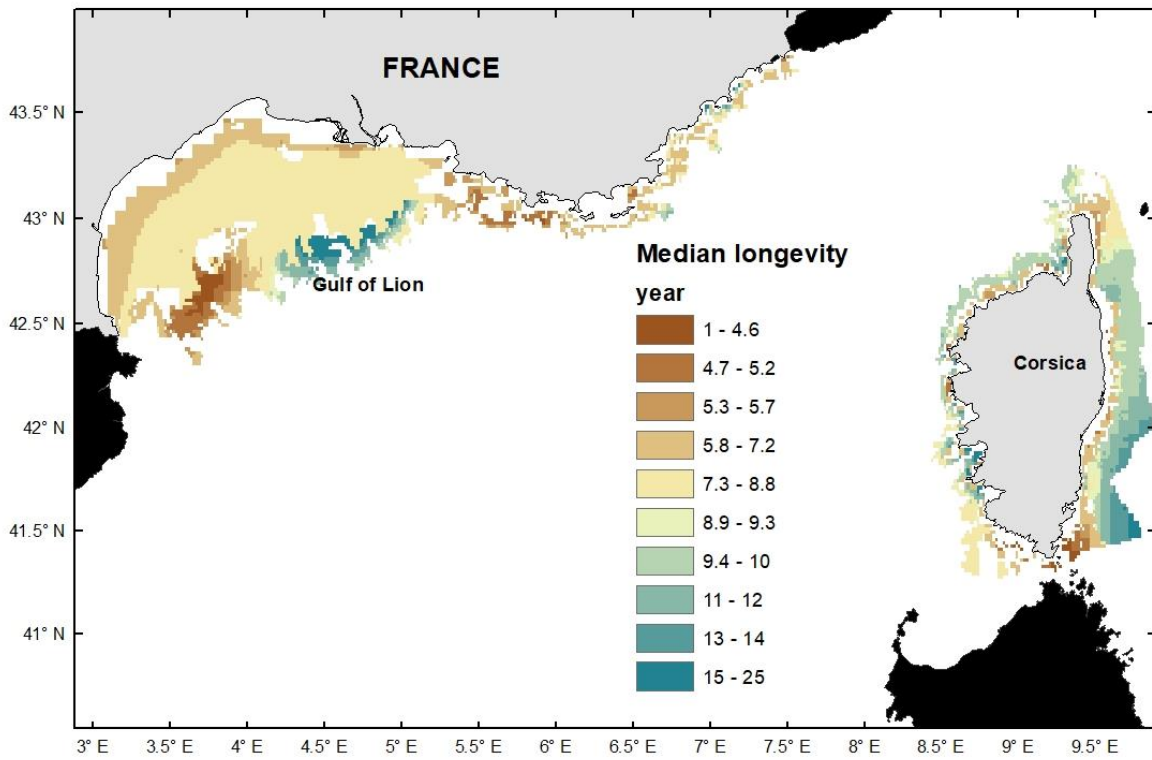 FRANCE
43.5° N
43° N
Median longevity
year
Gulf of Lion
1 - 4.6
42.5° N
4.7 - 5.2
Corsica
5.3 - 5.7
42° N
5.8 - 7.2
7.3 - 8.8
8.9 - 9.3
41.5° N
9.4 - 10
11 - 12
41° N
13 - 14
15 - 25
3° E 3.5° E 4° E 4.5° E 5° E 5.5° E 6° E 6.5° E 7° E 7.5° E 8° E 8.5° E 9° E 9.5° E